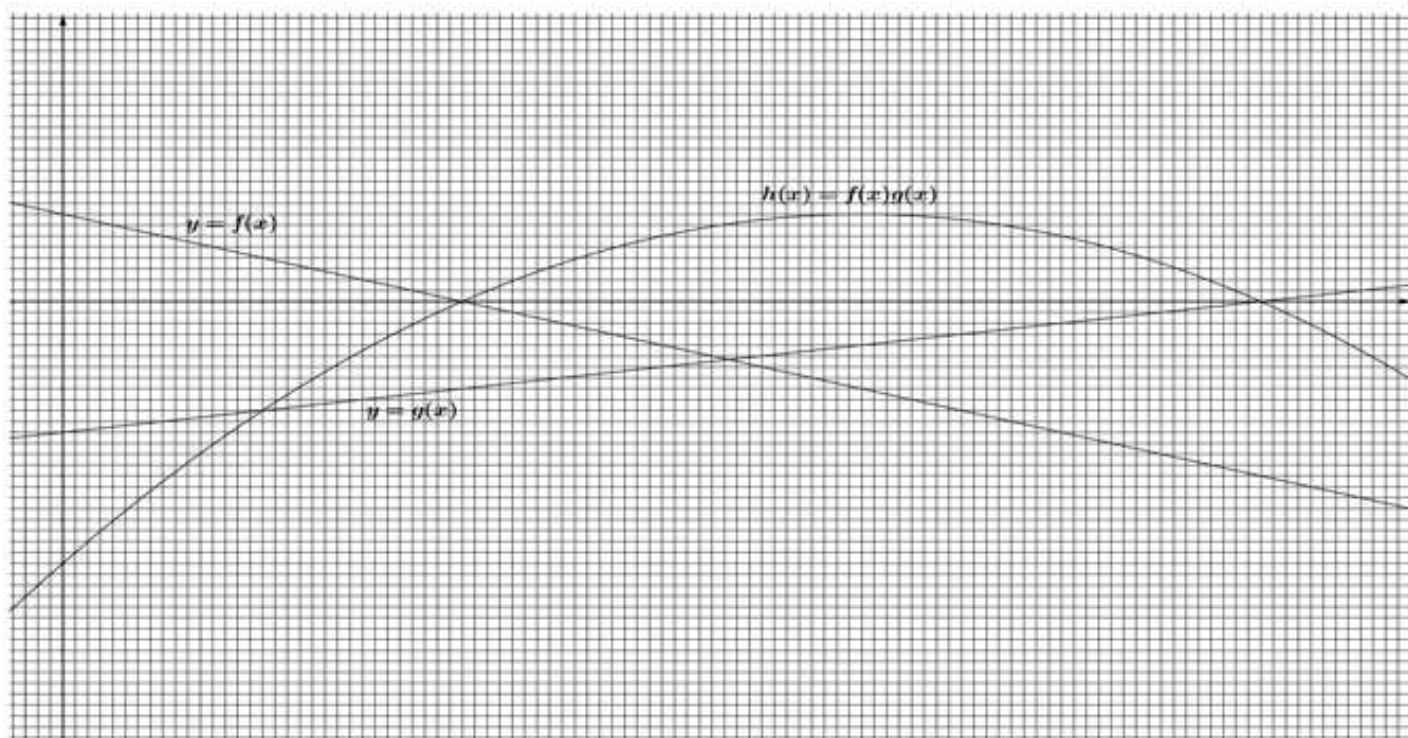 h(x) = f(x)g(x)
y = f(x)
y = g(x)